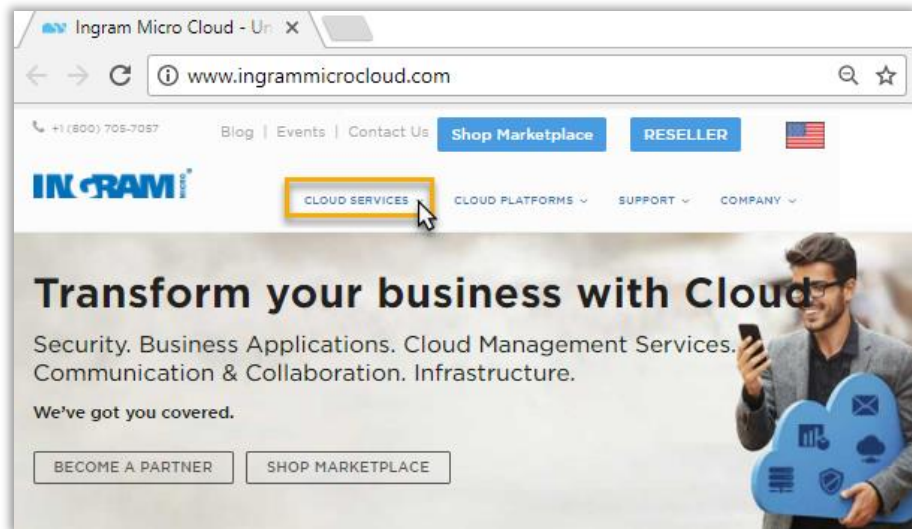 Ingram Micro Cloud - Un
www.ingrammicrocloud.com
+1 (800) 705-7057 Blog | Events | Contact Us Shop Marketplace RESELLER
INGRAM MICRO®
CLOUD SERVICES CLOUD PLATFORMS SUPPORT COMPANY
Transform your business with Cloud
Security. Business Applications. Cloud Management Services.
Communication & Collaboration. Infrastructure.
We've got you covered.
BECOME A PARTNER SHOP MARKETPLACE